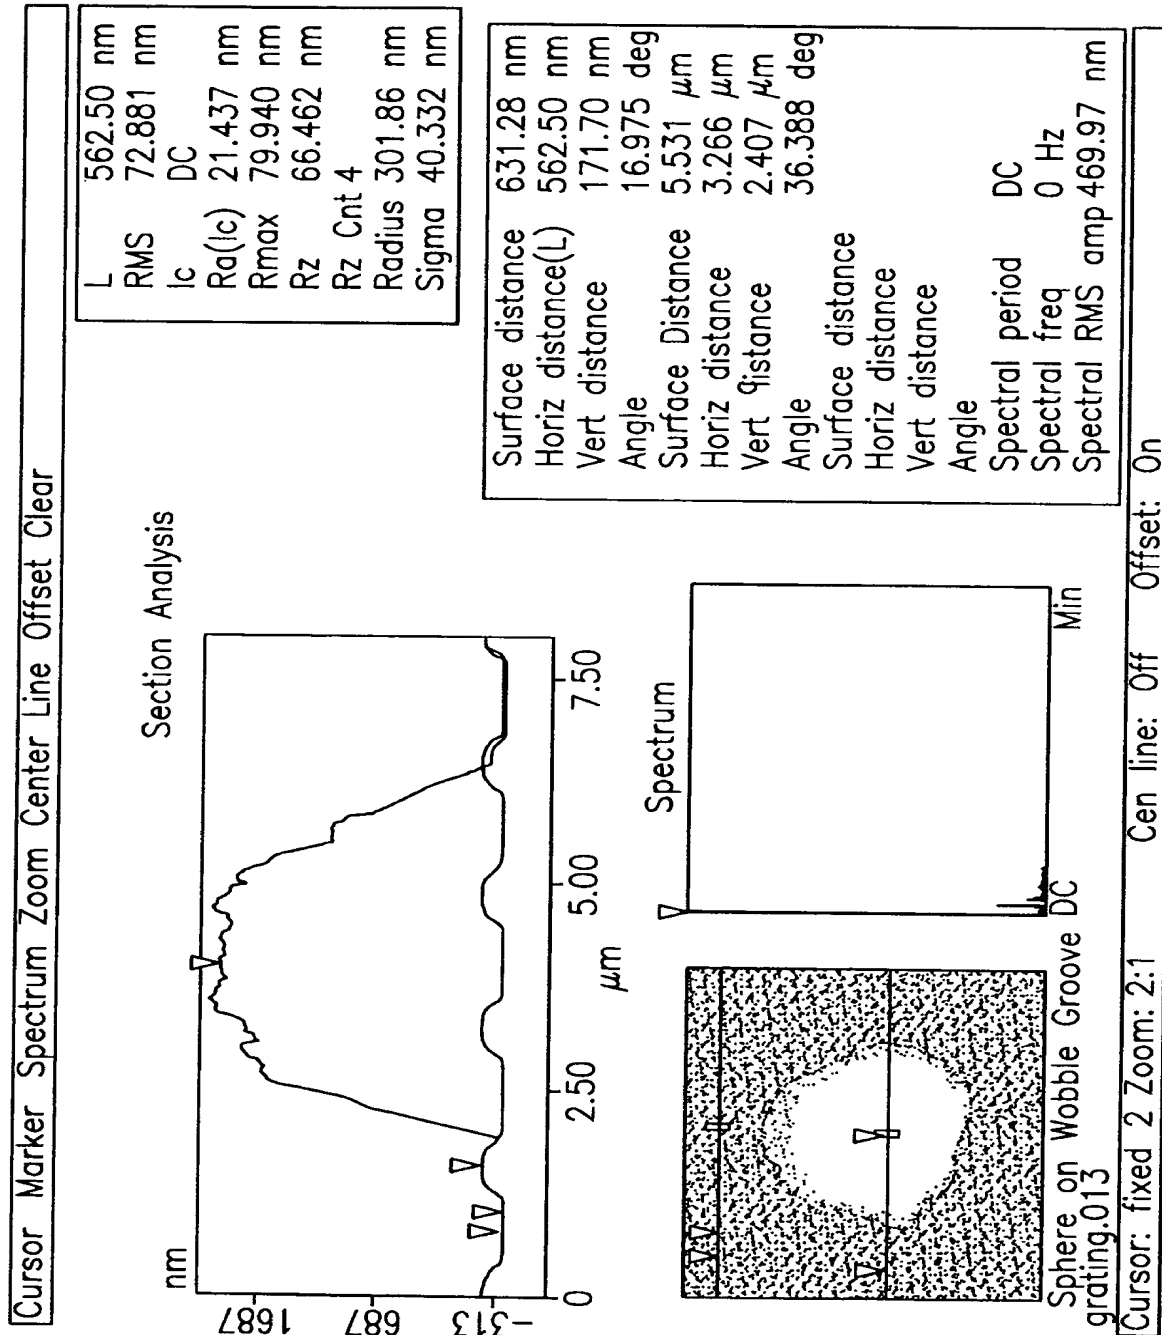 Cursor Marker Spectrum Zoom Center Line Offset Clear
Section Analysis
nm
1687
687
-313
0
2.50
5.00
7.50
µm
L 562.50 nm
RMS 72.881 nm
lc DC
Ra(lc) 21.437 nm
Rmax 79.940 nm
Rz 66.462 nm
Rz Cnt 4
Radius 301.86 nm
Sigma 40.332 nm
Surface distance 631.28 nm
Horiz distance(L) 562.50 nm
Vert distance 171.70 nm
Angle 16.975 deg
Surface Distance 5.531 µm
Horiz distance 3.266 µm
Vert distance 2.407 µm
Angle 36.388 deg
Surface distance
Horiz distance
Vert distance
Angle
Spectral period DC
Spectral freq 0 Hz
Spectral RMS amp 469.97 nm
Spectrum
DC
Min
Sphere on Wobble Groove
grating.013
Cursor: fixed 2 Zoom: 2:1 Cen line: Off Offset: On